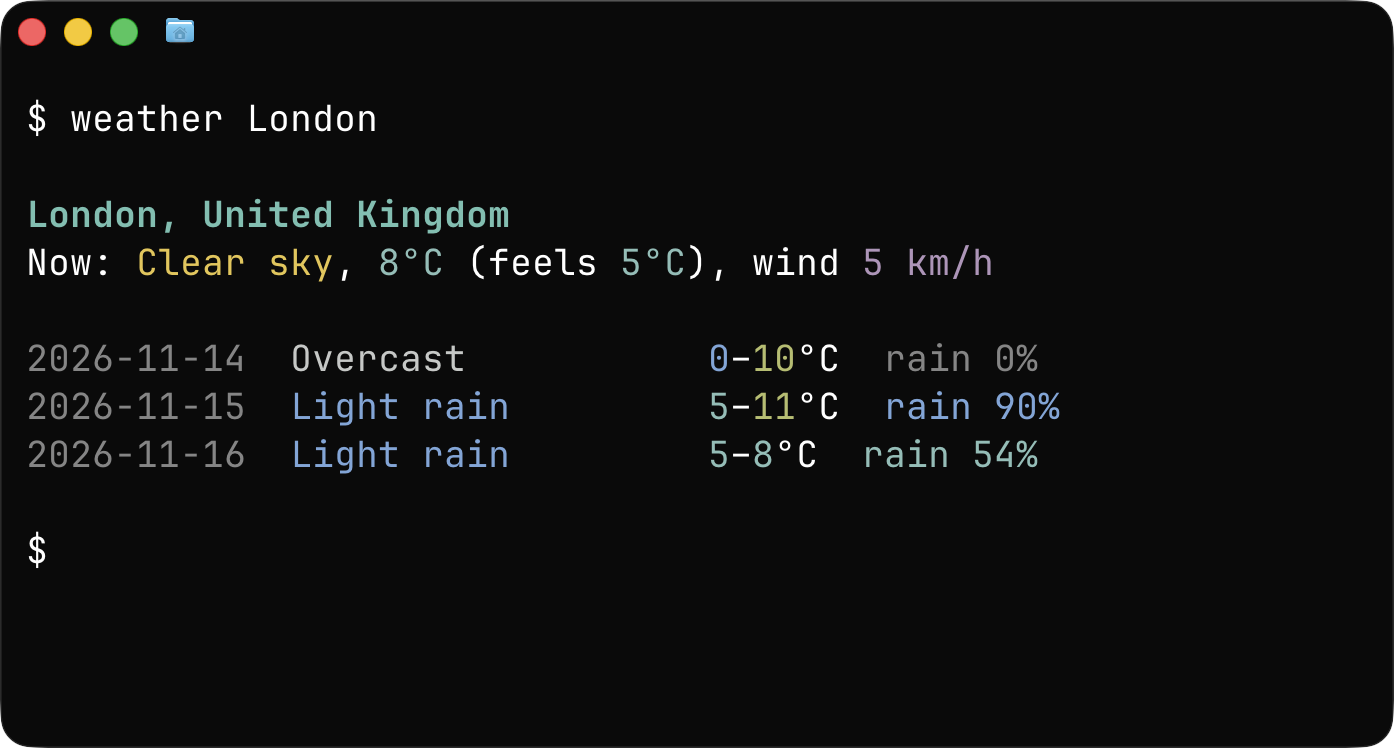 $ weather London
London, United Kingdom
Now: Clear sky, 8°C (feels 5°C), wind 5 km/h
2026-11-14  Overcast           0–10°C  rain 0%
2026-11-15  Light rain         5–11°C  rain 90%
2026-11-16  Light rain         5–8°C  rain 54%
$